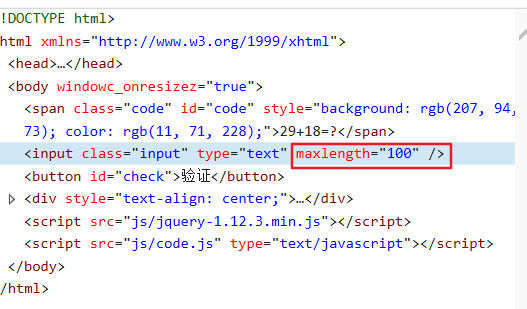 !DOCTYPE html>
html xmlns="http://www.w3.org/1999/xhtml">
<head>…</head>
<body windowc_onresizez="true">
<span class="code" id="code" style="background: rgb(207, 94,
73); color: rgb(11, 71, 228);">29+18=?</span>
<input class="input" type="text" maxlength="100" />
<button id="check">验证</button>
<div style="text-align: center;">…</div>
<script src="js/jquery-1.12.3.min.js"></script>
<script src="js/code.js" type="text/javascript"></script>
</body>
/html>